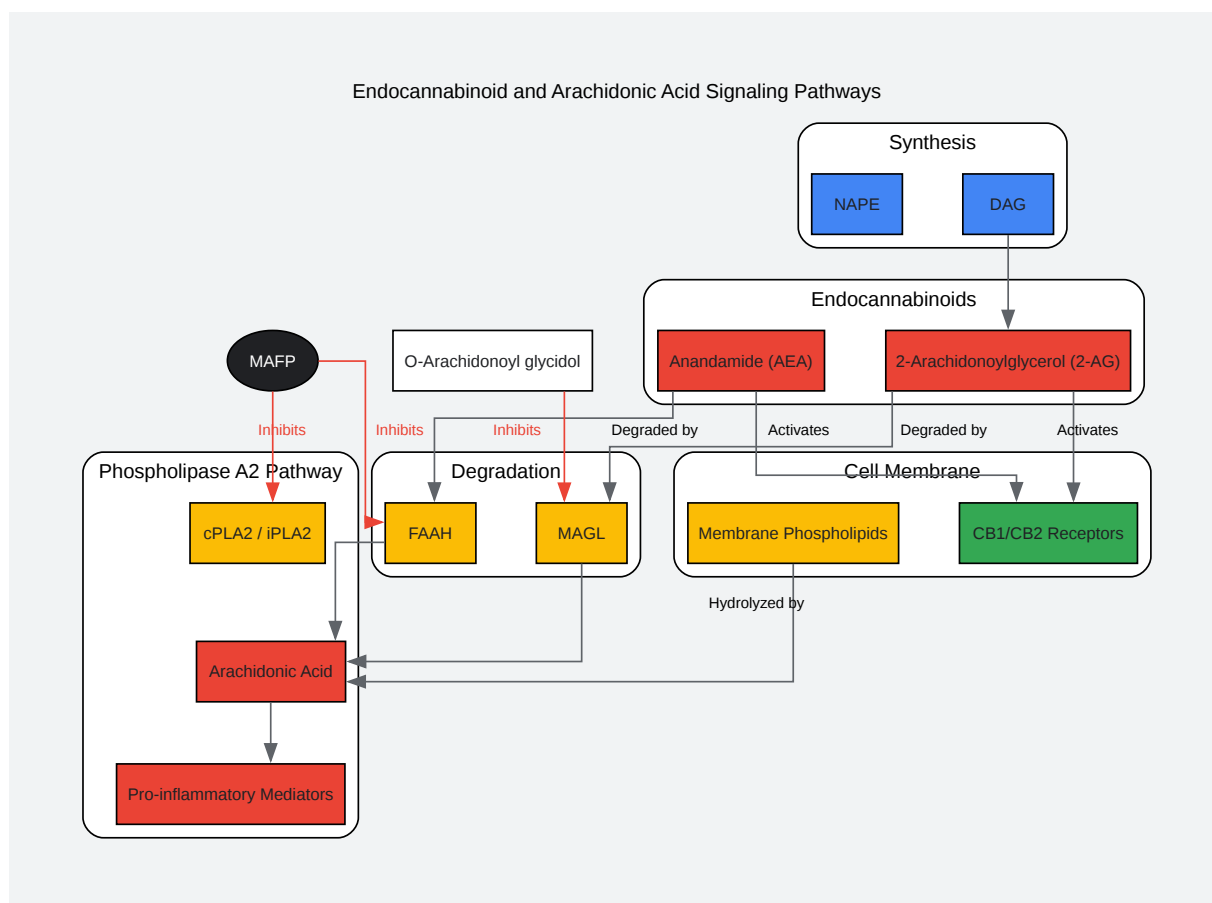 Endocannabinoid and Arachidonic Acid Signaling Pathways
Synthesis
NAPE
DAG
Endocannabinoids
MAFP
O-Arachidonoyl glycidol
Anandamide (AEA)
2-Arachidonoylglycerol (2-AG)
Inhibits
Inhibits
Inhibits
Degraded by
Activates
Degraded by
Activates
Phospholipase A2 Pathway
Degradation
Cell Membrane
cPLA2 / iPLA2
FAAH
MAGL
Membrane Phospholipids
CB1/CB2 Receptors
Hydrolyzed by
Arachidonic Acid
Pro-inflammatory Mediators